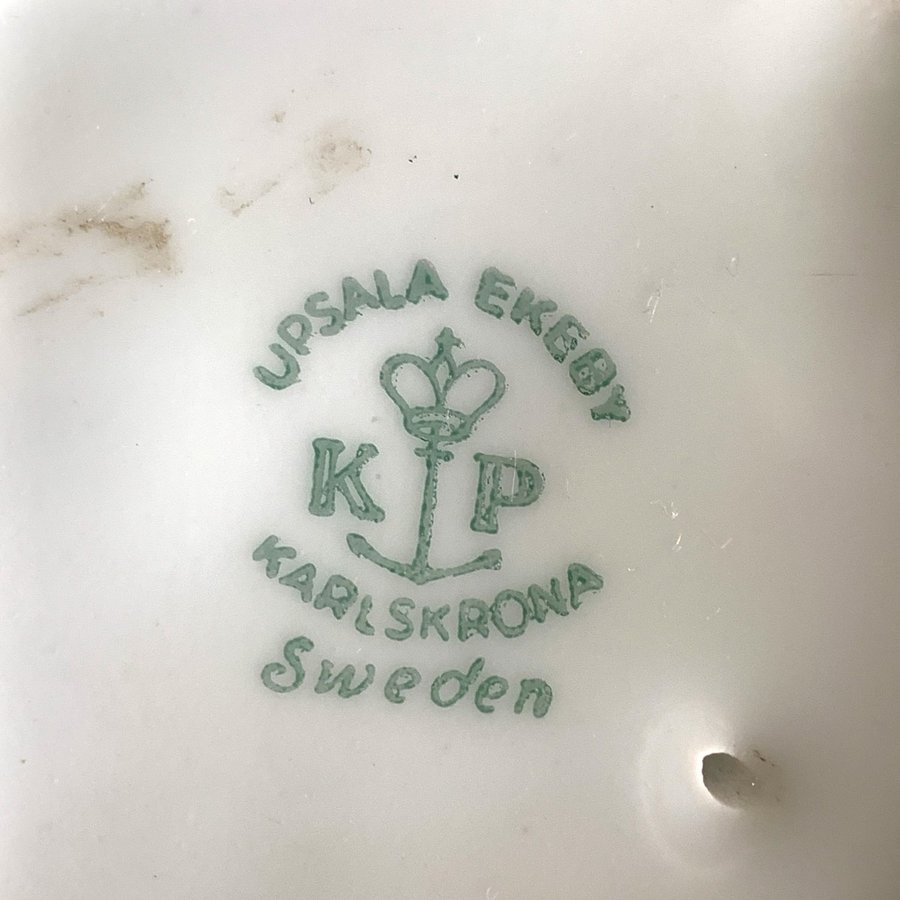 UPSALA EKEBY
K P
KARLSKRONA
Sweden